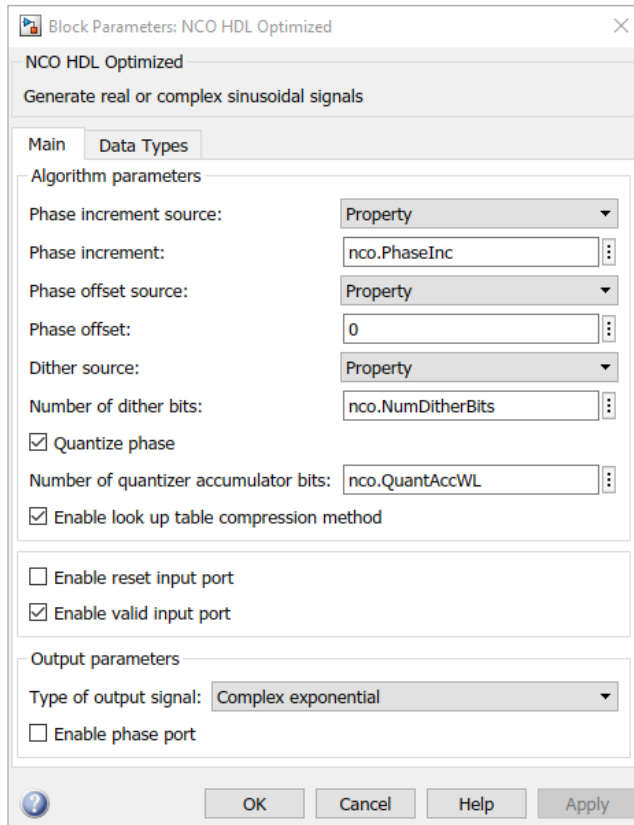 Block Parameters: NCO HDL Optimized
NCO HDL Optimized
Generate real or complex sinusoidal signals
Main Data Types
Algorithm parameters
Phase increment source: Property
Phase increment: nco.PhaseInc
Phase offset source: Property
Phase offset: 0
Dither source: Property
Number of dither bits: nco.NumDitherBits
Quantize phase
Number of quantizer accumulator bits: nco.QuantAccWL
Enable look up table compression method
Enable reset input port
Enable valid input port
Output parameters
Type of output signal: Complex exponential
Enable phase port
? OK Cancel Help Apply